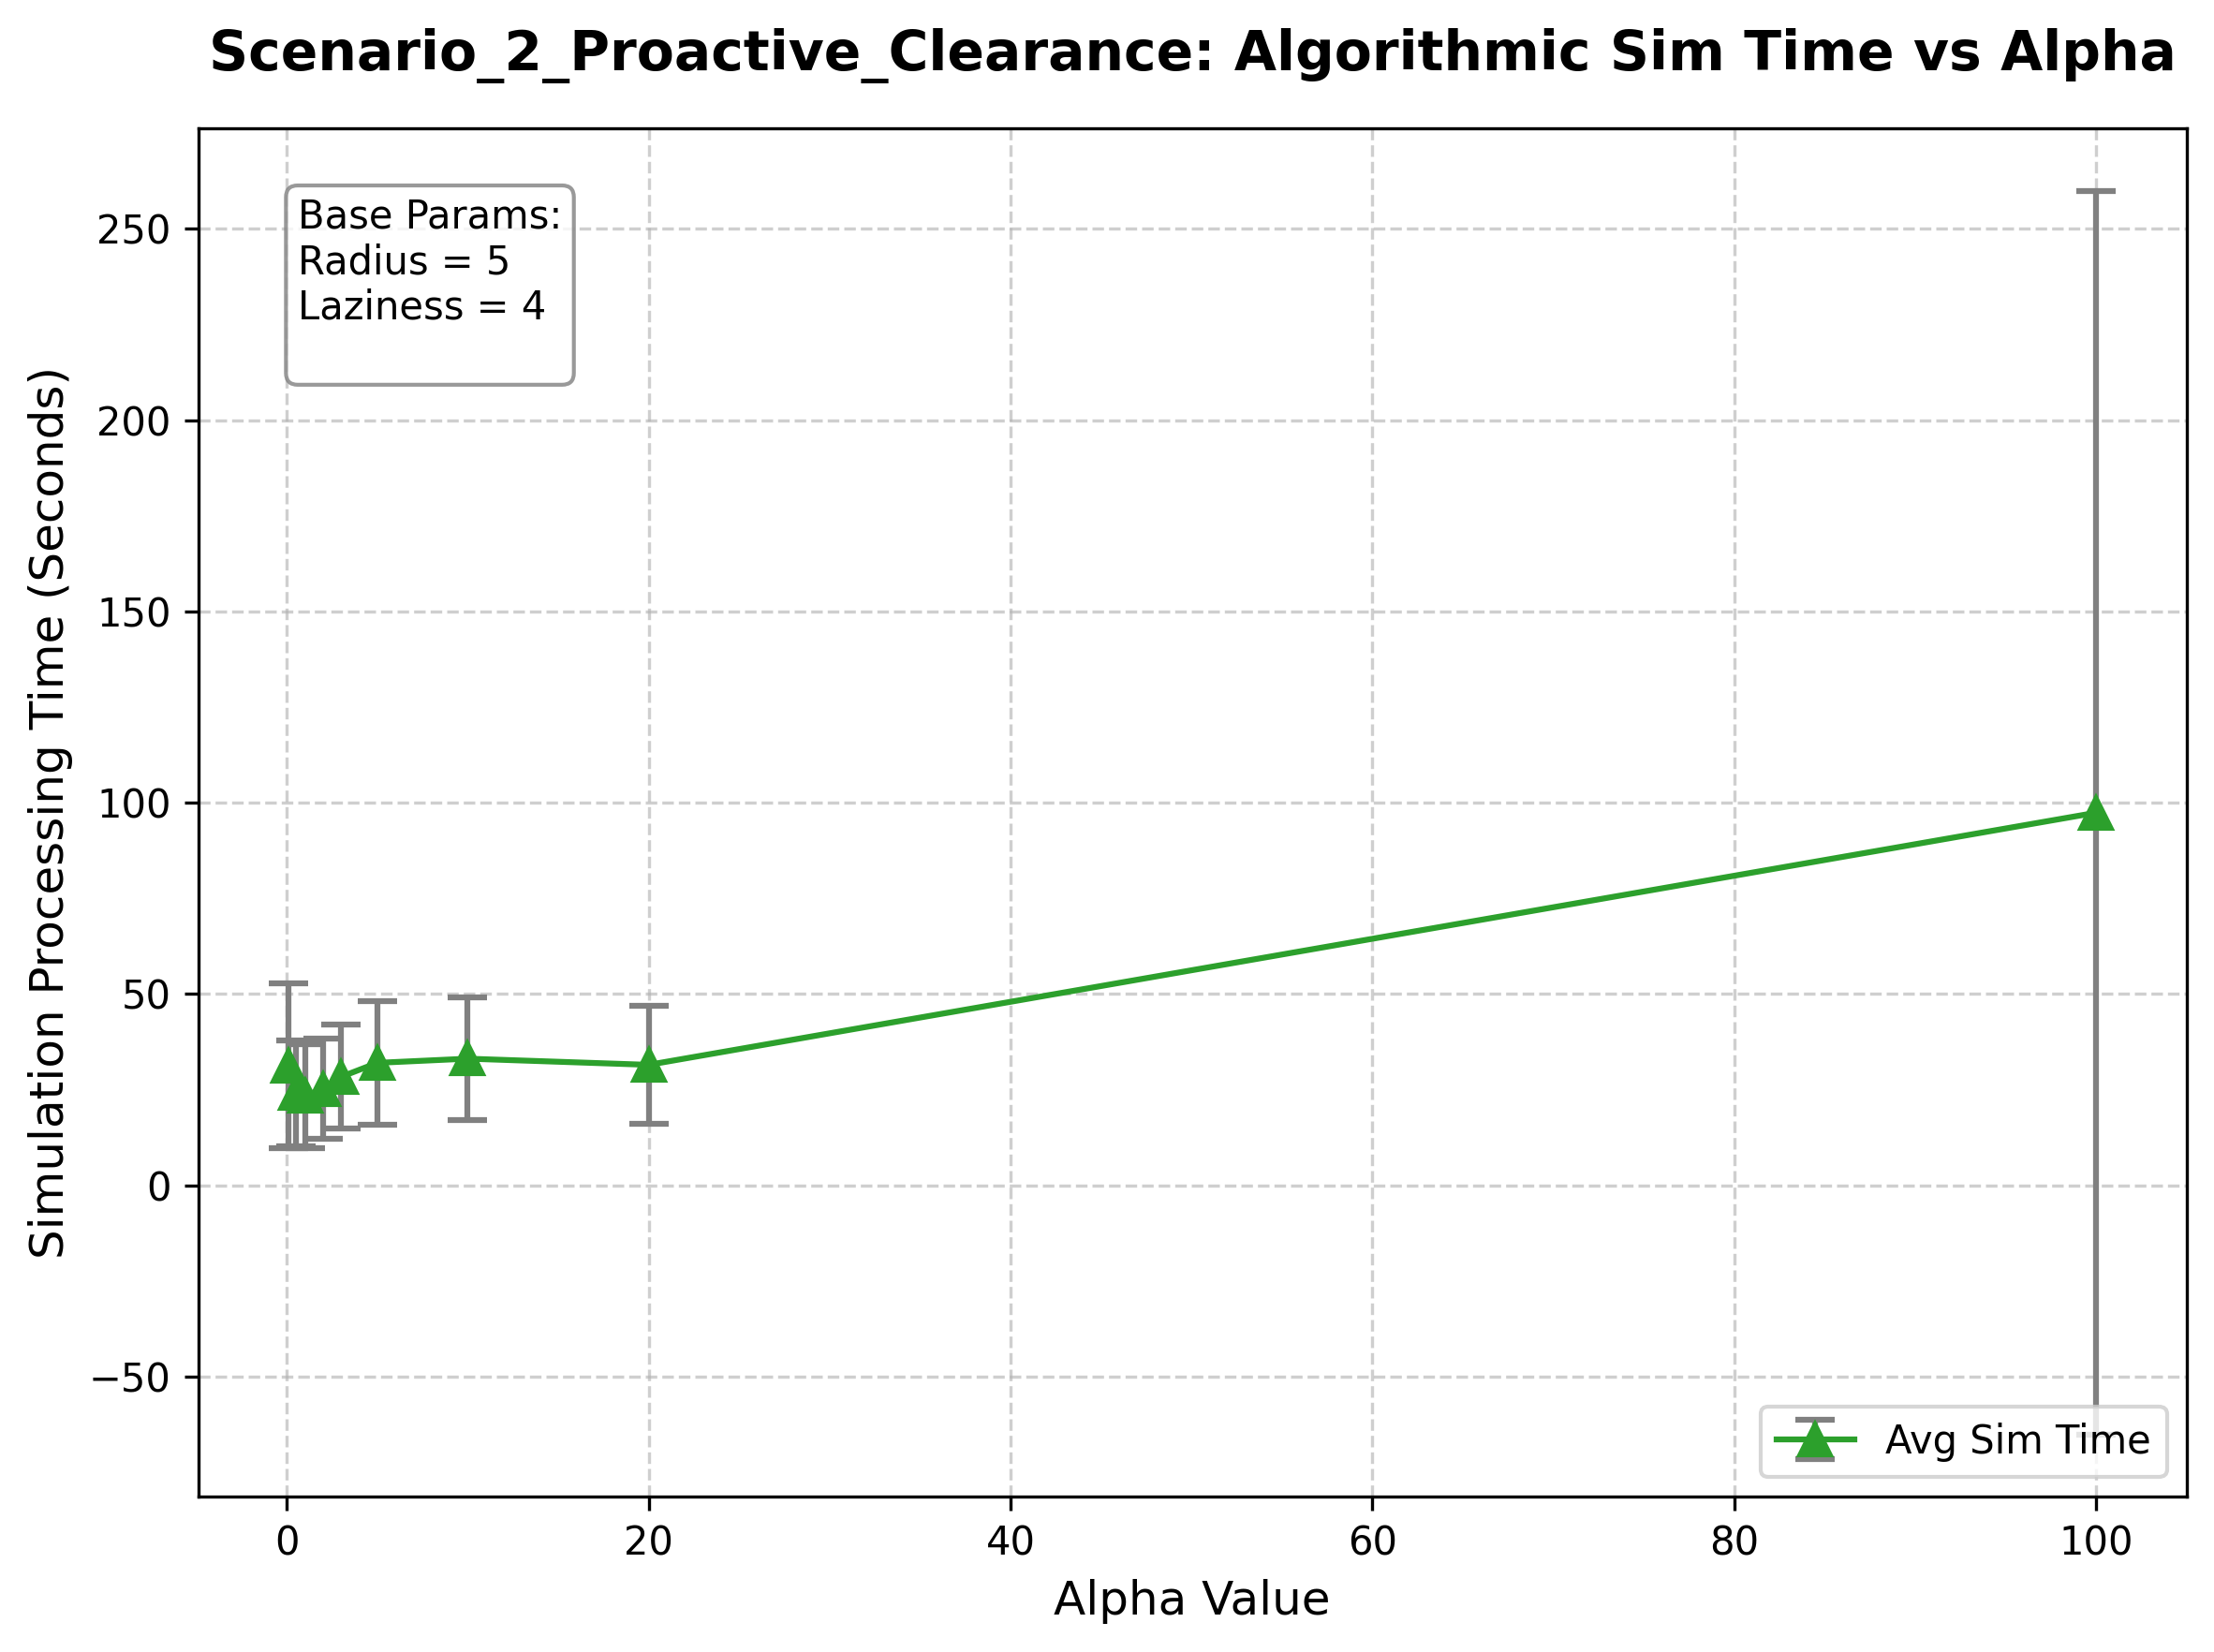 Scenario_2_Proactive_Clearance: Algorithmic Sim Time vs Alpha
Base Params:
Radius = 5
Laziness = 4
Simulation Processing Time (Seconds)
250
200
150
100
50
0
−50
Avg Sim Time
0 20 40 60 80 100
Alpha Value